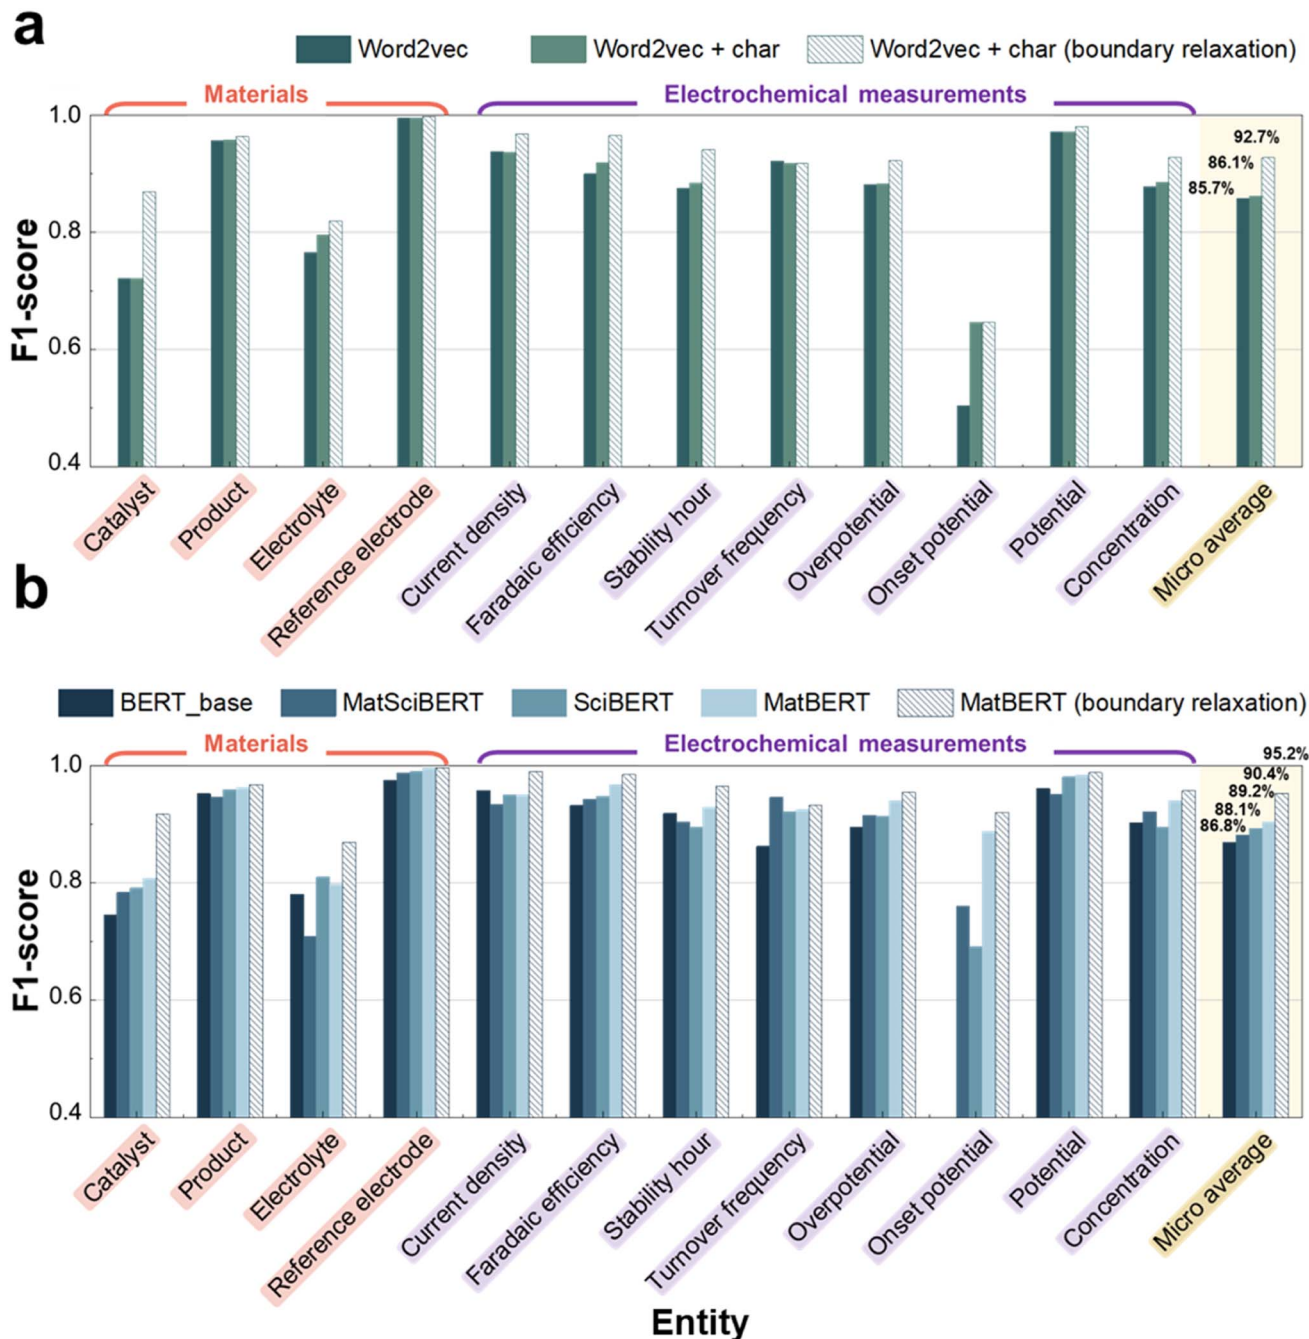 a
Word2vec Word2vec + char Word2vec + char (boundary relaxation)
Materials Electrochemical measurements
F1-score
1.0
0.8
0.6
0.4
85.7%
86.1%
92.7%
Catalyst
Product
Electrolyte
Reference electrode
Current density
Faradaic efficiency
Stability hour
Turnover frequency
Overpotential
Onset potential
Potential
Concentration
Micro average
b
BERT_base MatSciBERT SciBERT MatBERT MatBERT (boundary relaxation)
Materials Electrochemical measurements
F1-score
1.0
0.8
0.6
0.4
86.8%
88.1%
89.2%
90.4%
95.2%
Catalyst
Product
Electrolyte
Reference electrode
Current density
Faradaic efficiency
Stability hour
Turnover frequency
Overpotential
Onset potential
Potential
Concentration
Micro average
Entity